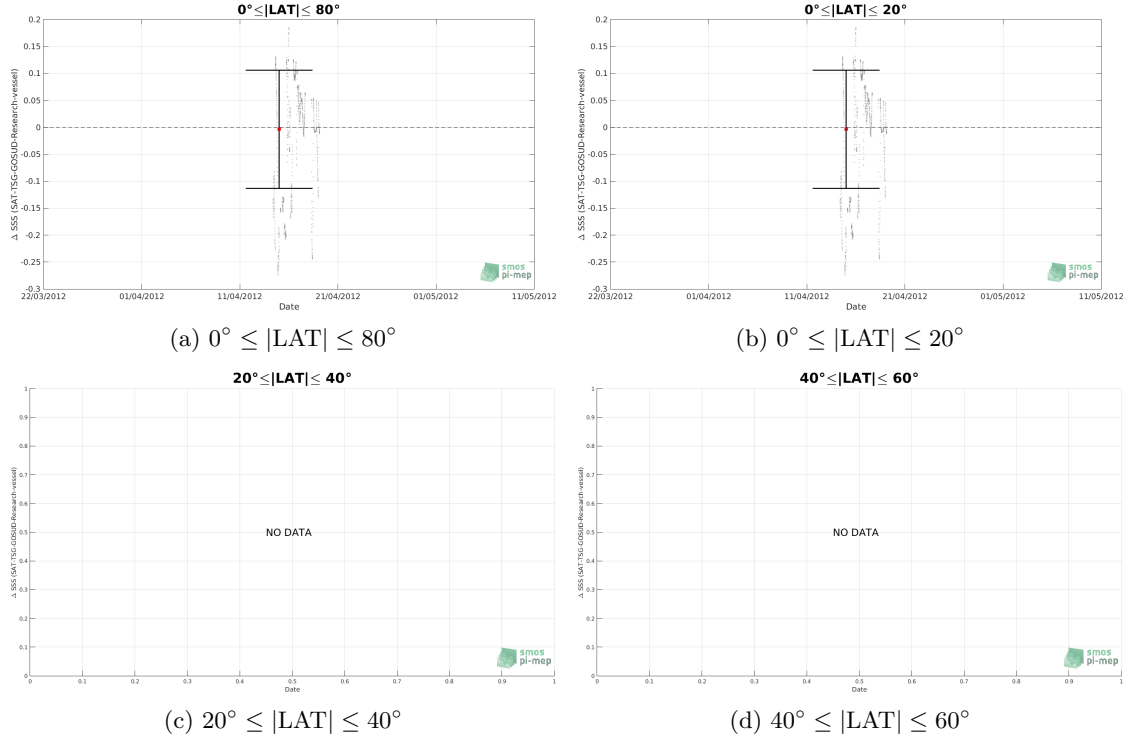 0°≤|LAT|≤ 80°
0.2
0.15
0.1
0.05
0
-0.05
-0.1
-0.15
-0.2
-0.25
-0.3
Δ SSS (SAT-TSG-GOSUD-Research-vessel)
22/03/2012 01/04/2012 11/04/2012 21/04/2012 01/05/2012 11/05/2012
Date
smos
pi-mep
(a) 0° ≤ |LAT| ≤ 80°
0°≤|LAT|≤ 20°
0.2
0.15
0.1
0.05
0
-0.05
-0.1
-0.15
-0.2
-0.25
-0.3
Δ SSS (SAT-TSG-GOSUD-Research-vessel)
22/03/2012 01/04/2012 11/04/2012 21/04/2012 01/05/2012 11/05/2012
Date
smos
pi-mep
(b) 0° ≤ |LAT| ≤ 20°
20°≤|LAT|≤ 40°
1
0.9
0.8
0.7
0.6
0.5
0.4
0.3
0.2
0.1
0
Δ SSS (SAT-TSG-GOSUD-Research-vessel)
NO DATA
0 0.1 0.2 0.3 0.4 0.5 0.6 0.7 0.8 0.9 1
Date
smos
pi-mep
(c) 20° ≤ |LAT| ≤ 40°
40°≤|LAT|≤ 60°
1
0.9
0.8
0.7
0.6
0.5
0.4
0.3
0.2
0.1
0
Δ SSS (SAT-TSG-GOSUD-Research-vessel)
NO DATA
0 0.1 0.2 0.3 0.4 0.5 0.6 0.7 0.8 0.9 1
Date
smos
pi-mep
(d) 40° ≤ |LAT| ≤ 60°